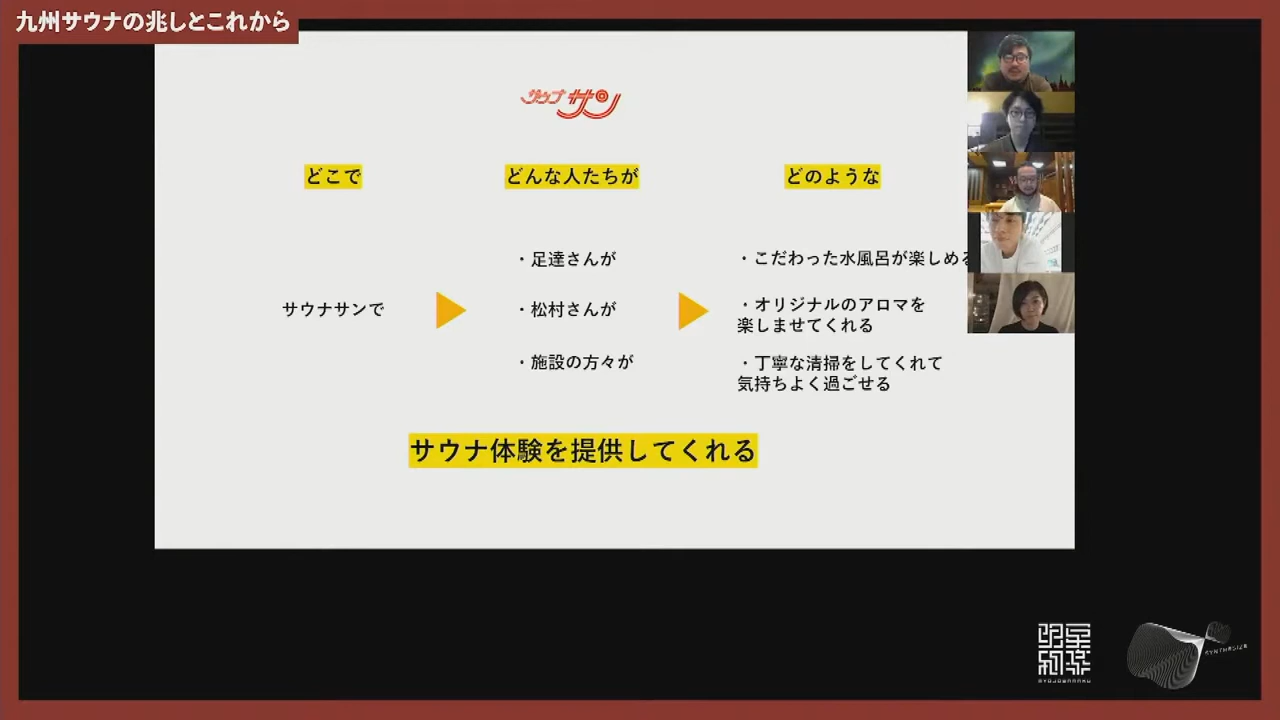 九州サウナの兆しとこれから
サウナサン
どこで
どんな人たちが
どのような
・足達さんが
・こだわった水風呂が楽しめる
サウナサンで
・松村さんが
・オリジナルのアロマを
楽しませてくれる
・施設の方々が
・丁寧な清掃をしてくれて
気持ちよく過ごせる
サウナ体験を提供してくれる
SYNTHESIZE